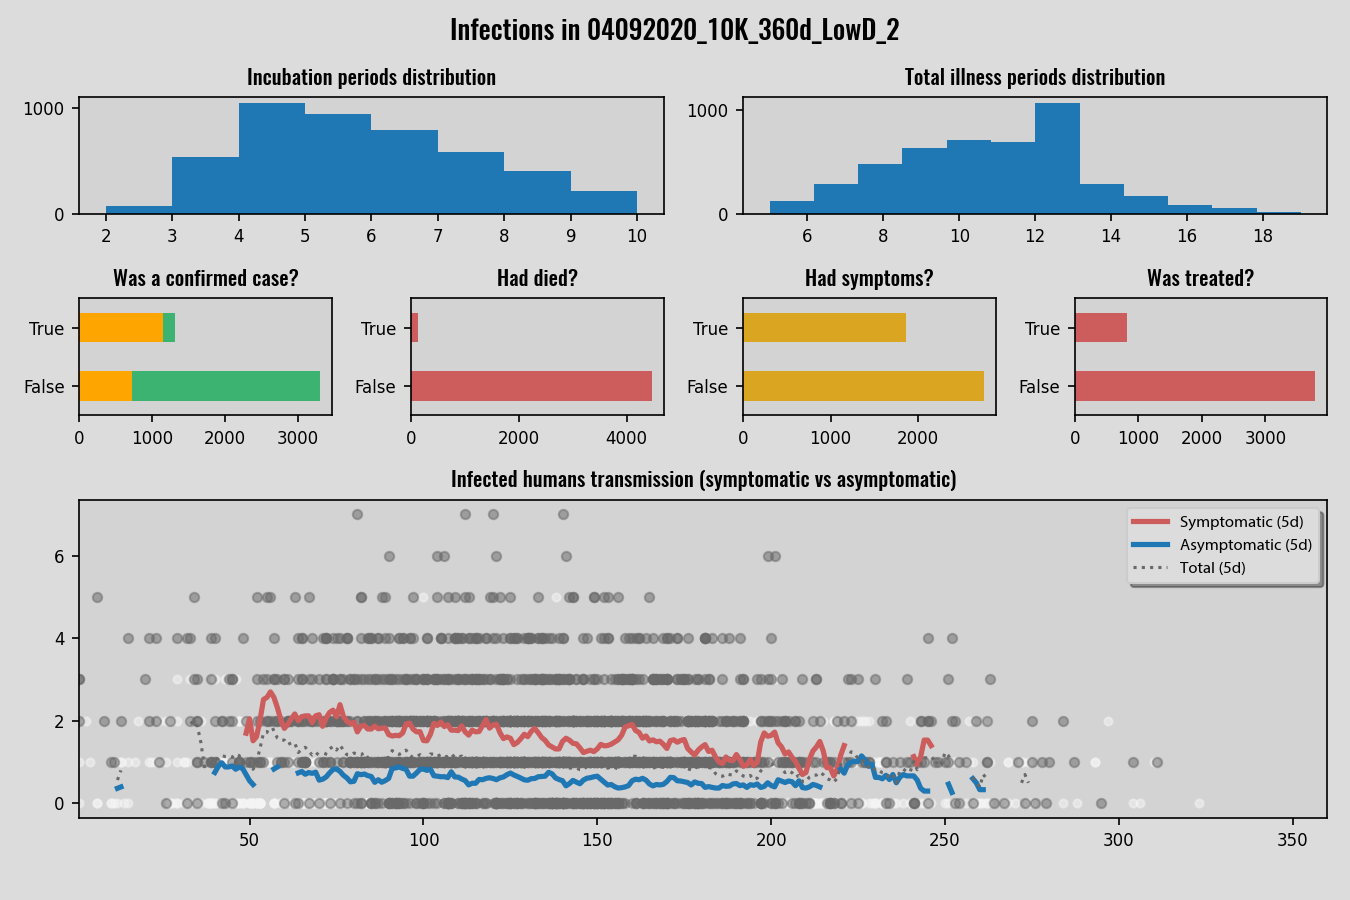 Infections in 04092020_10K_360d_LowD_2
Incubation periods distribution
Total illness periods distribution
1000
0
2 3 4 5 6 7 8 9 10
1000
0
6 8 10 12 14 16 18
Was a confirmed case?
Had died?
Had symptoms?
Was treated?
True
False
0 1000 2000 3000
True
False
0 2000 4000
True
False
0 1000 2000
True
False
0 1000 2000 3000
Infected humans transmission (symptomatic vs asymptomatic)
Symptomatic (5d)
Asymptomatic (5d)
Total (5d)
6
4
2
0
50 100 150 200 250 300 350